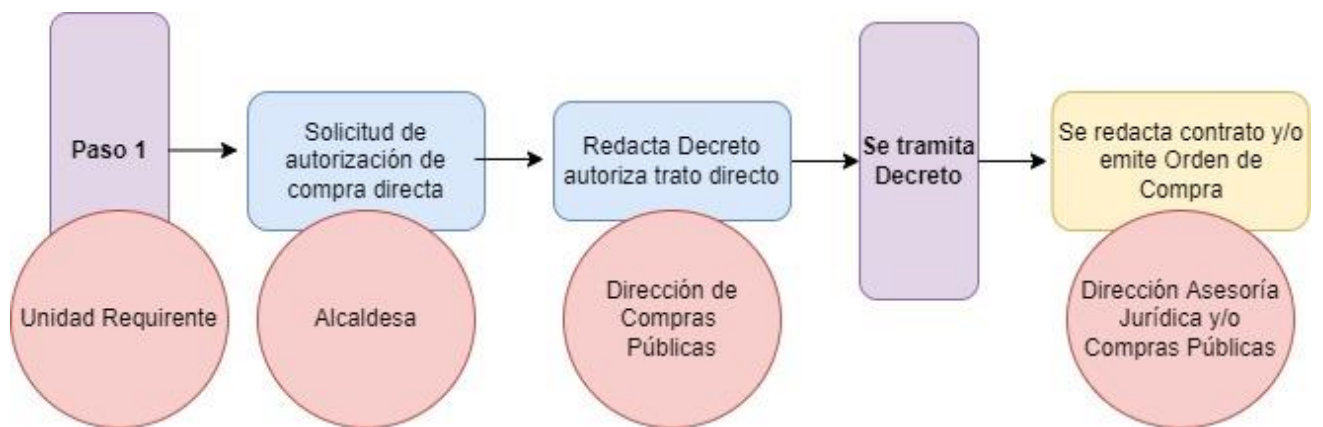 Paso 1
Solicitud de
autorización de
compra directa
Redacta Decreto
autoriza trato directo
Se tramita
Decreto
Se redacta contrato y/o
emite Orden de
Compra
Unidad Requirente
Alcaldesa
Dirección de
Compras
Públicas
Dirección Asesoría
Jurídica y/o
Compras Públicas